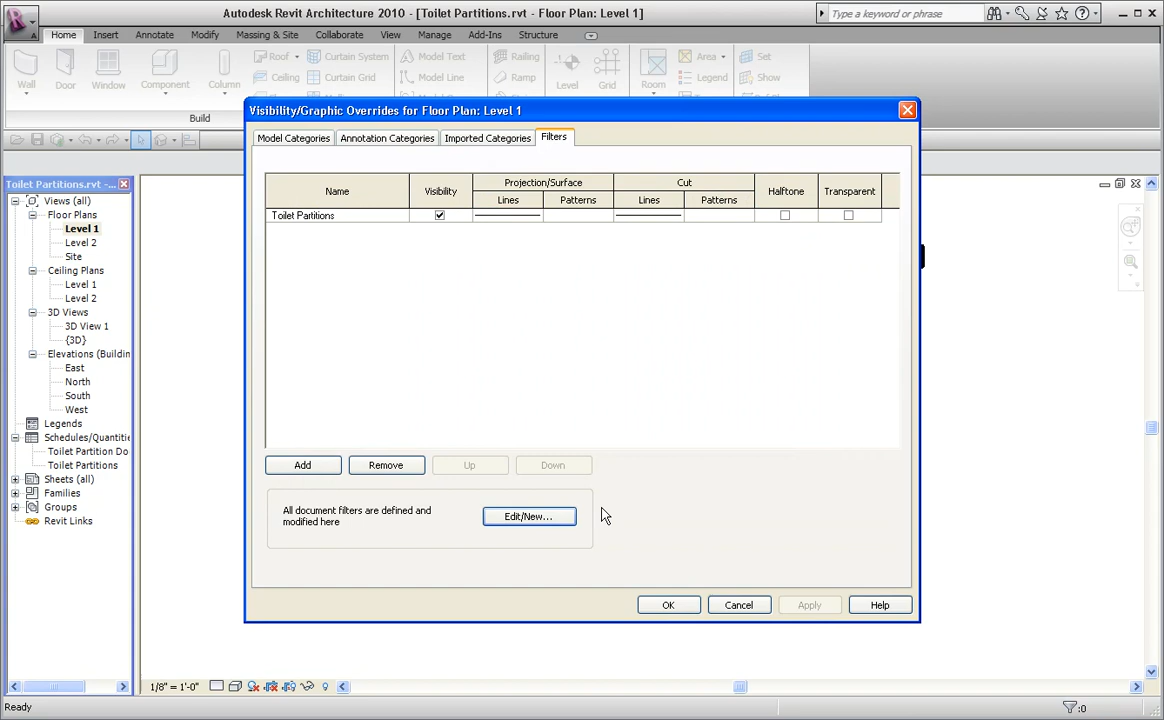 Autodesk Revit Architecture 2010 - [Toilet Partitions.rvt - Floor Plan: Level 1]
Type a keyword or phrase
Home Insert Annotate Modify Massing & Site Collaborate View Manage Add-Ins Structure
Roof Curtain System Model Text Railing Area Set
Wall Door Window Component Column Ceiling Curtain Grid Model Line Ramp Level Grid Room Legend Show
Build
Visibility/Graphic Overrides for Floor Plan: Level 1
Model Categories Annotation Categories Imported Categories Filters
Name Visibility Projection/Surface Cut Halftone Transparent
Lines Patterns Lines Patterns
Toilet Partitions
Add Remove Up Down
All document filters are defined and
modified here
Edit/New...
OK Cancel Apply Help
Toilet Partitions.rvt - ...
Views (all)
Floor Plans
Level 1
Level 2
Site
Ceiling Plans
Level 1
Level 2
3D Views
3D View 1
{3D}
Elevations (Buildin
East
North
South
West
Legends
Schedules/Quantitie
Toilet Partition Do
Toilet Partitions
Sheets (all)
Families
Groups
Revit Links
1/8" = 1'-0"
Ready
:0